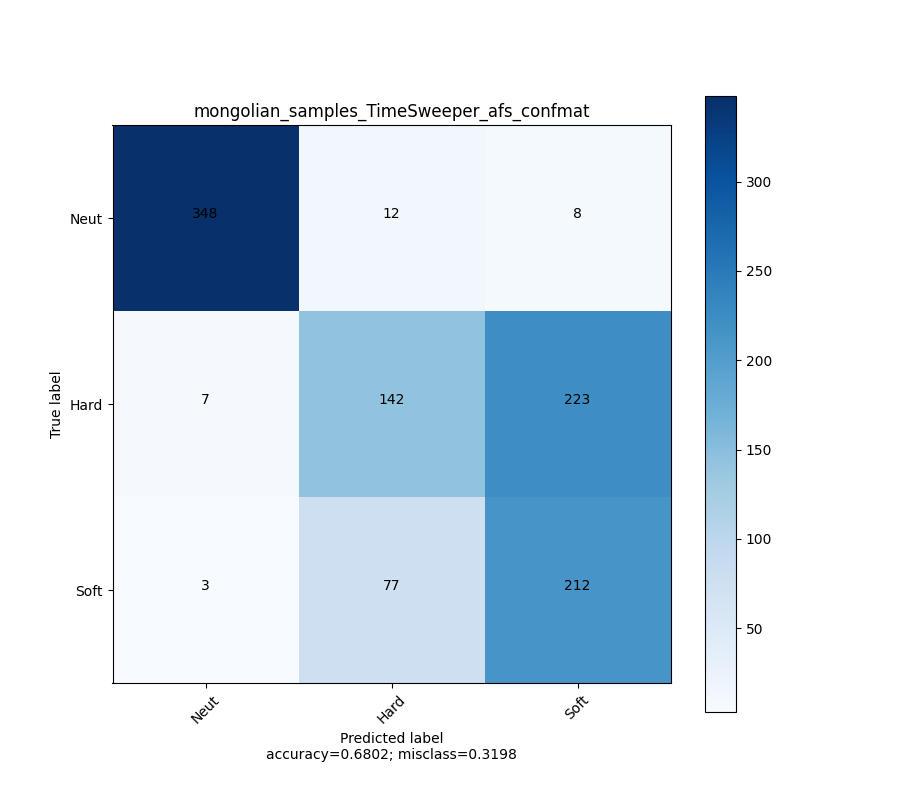 mongolian_samples_TimeSweeper_afs_confmat
Neut 348 12 8
Hard 7 142 223
Soft 3 77 212
Neut Hard Soft
True label
Predicted label
accuracy=0.6802; misclass=0.3198
300
250
200
150
100
50